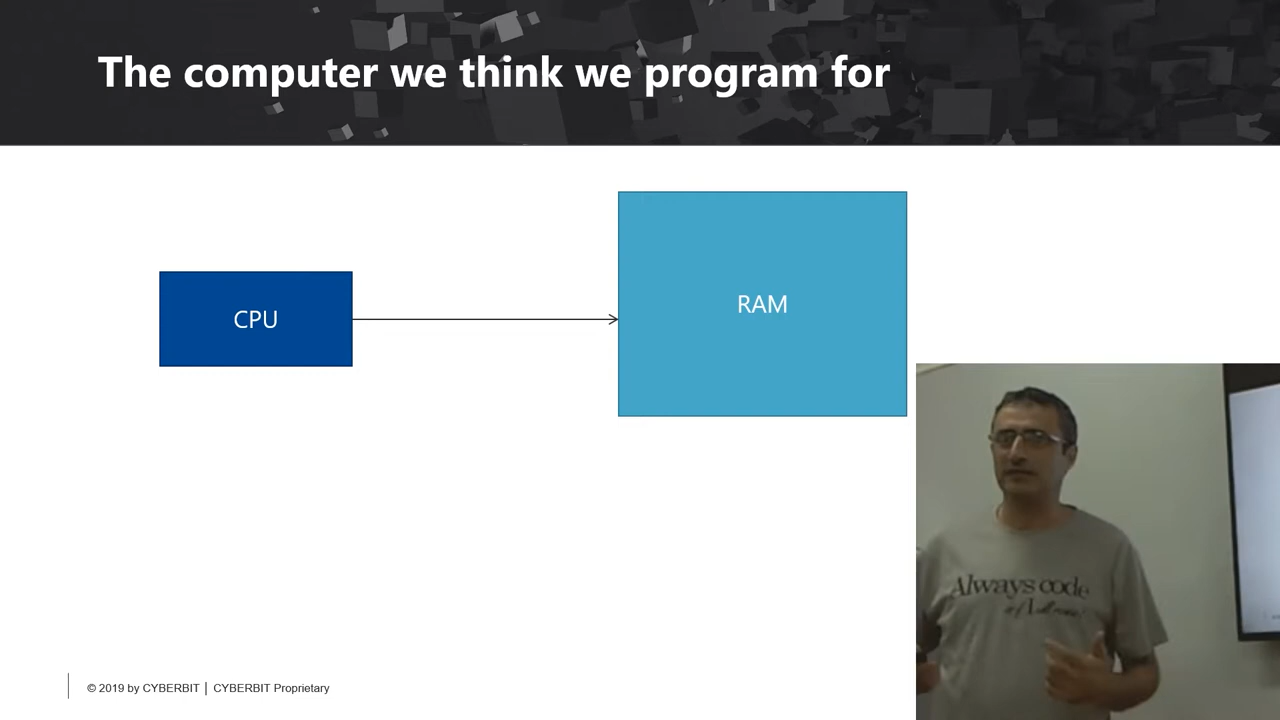 The computer we think we program for
CPU
RAM
Always code
© 2019 by CYBERBIT | CYBERBIT Proprietary